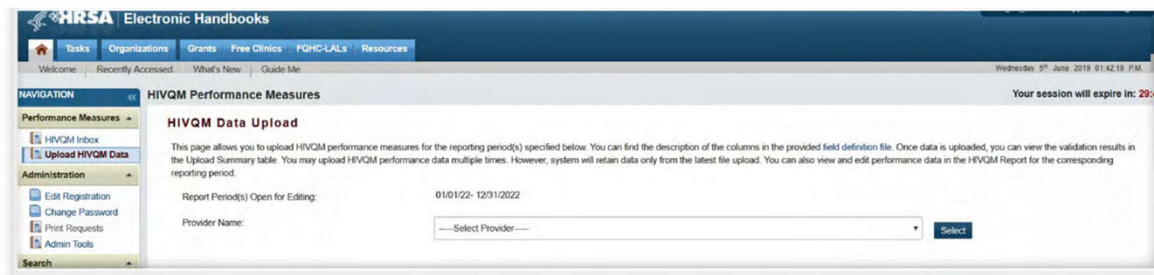 HRSA Electronic Handbooks
Tasks Organizations Grants Free Clinics FQHC-LALs Resources
Welcome Recently Accessed What's New Guide Me
Wednesday 5th June 2019 01:42:19 P.M.
NAVIGATION
HIVQM Performance Measures
Your session will expire in: 29:
Performance Measures
HIVQM Inbox
Upload HIVQM Data
Administration
Edit Registration
Change Password
Print Requests
Admin Tools
Search
HIVQM Data Upload
This page allows you to upload HIVQM performance measures for the reporting period(s) specified below. You can find the description of the columns in the provided field definition file. Once data is uploaded, you can view the validation results in
the Upload Summary table. You may upload HIVQM performance data multiple times. However, system will retain data only from the latest file upload. You can also view and edit performance data in the HIVQM Report for the corresponding
reporting period.
Report Period(s) Open for Editing: 01/01/22- 12/31/2022
Provider Name: -----Select Provider----- Select